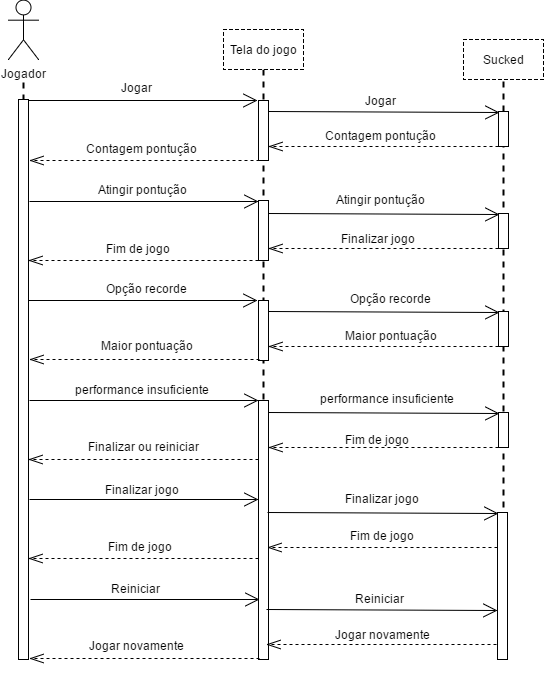 Tela do jogo
Sucked
Jogador
Jogar
Jogar
Contagem pontução
Contagem pontução
Atingir pontução
Atingir pontução
Finalizar jogo
Fim de jogo
Opção recorde
Opção recorde
Maior pontuação
Maior pontuação
performance insuficiente
performance insuficiente
Fim de jogo
Finalizar ou reiniciar
Finalizar jogo
Finalizar jogo
Fim de jogo
Fim de jogo
Reiniciar
Reiniciar
Jogar novamente
Jogar novamente